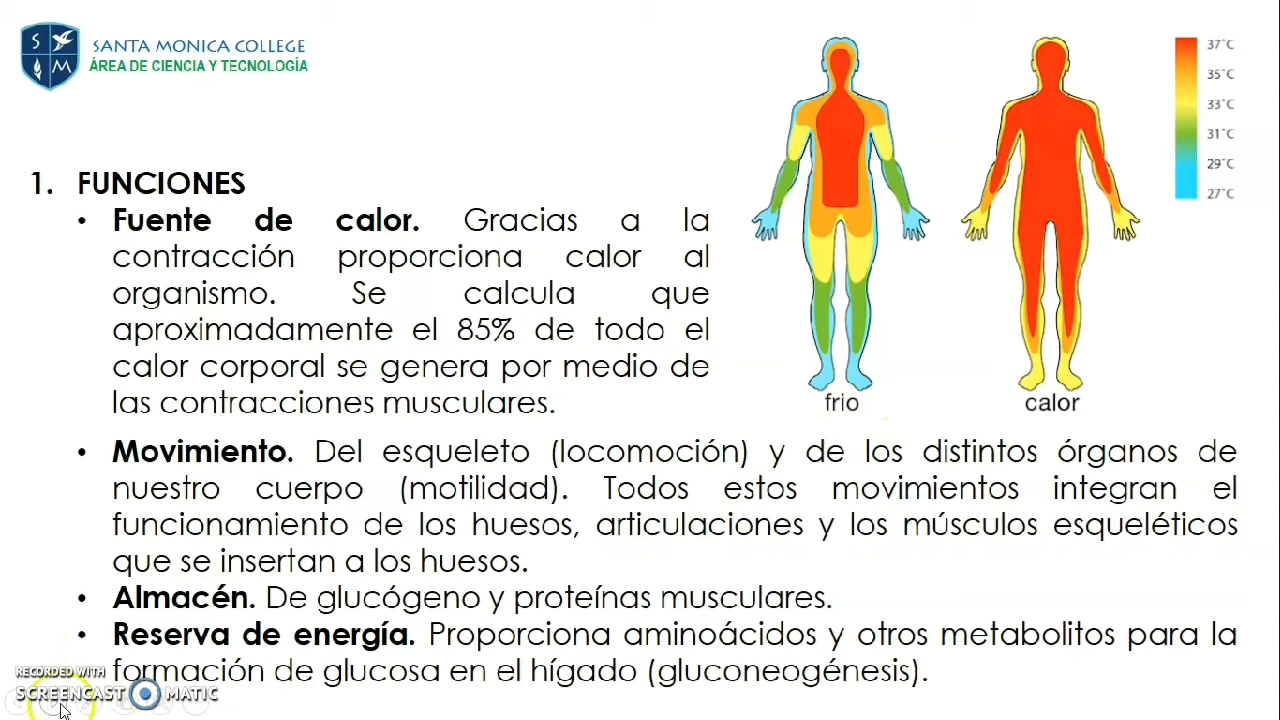 SANTA MONICA COLLEGE
ÁREA DE CIENCIA Y TECNOLOGÍA
S
M
1. FUNCIONES
• Fuente de calor. Gracias a la
contracción proporciona calor al
organismo. Se calcula que
aproximadamente el 85% de todo el
calor corporal se genera por medio de
las contracciones musculares.
37°C
35°C
33°C
31°C
29°C
27°C
frio
calor
• Movimiento. Del esqueleto (locomoción) y de los distintos órganos de
nuestro cuerpo (motilidad). Todos estos movimientos integran el
funcionamiento de los huesos, articulaciones y los músculos esqueléticos
que se insertan a los huesos.
• Almacén. De glucógeno y proteínas musculares.
• Reserva de energía. Proporciona aminoácidos y otros metabolitos para la
formación de glucosa en el hígado (gluconeogénesis).
RECORDED WITH
SCREENCAST MATIC